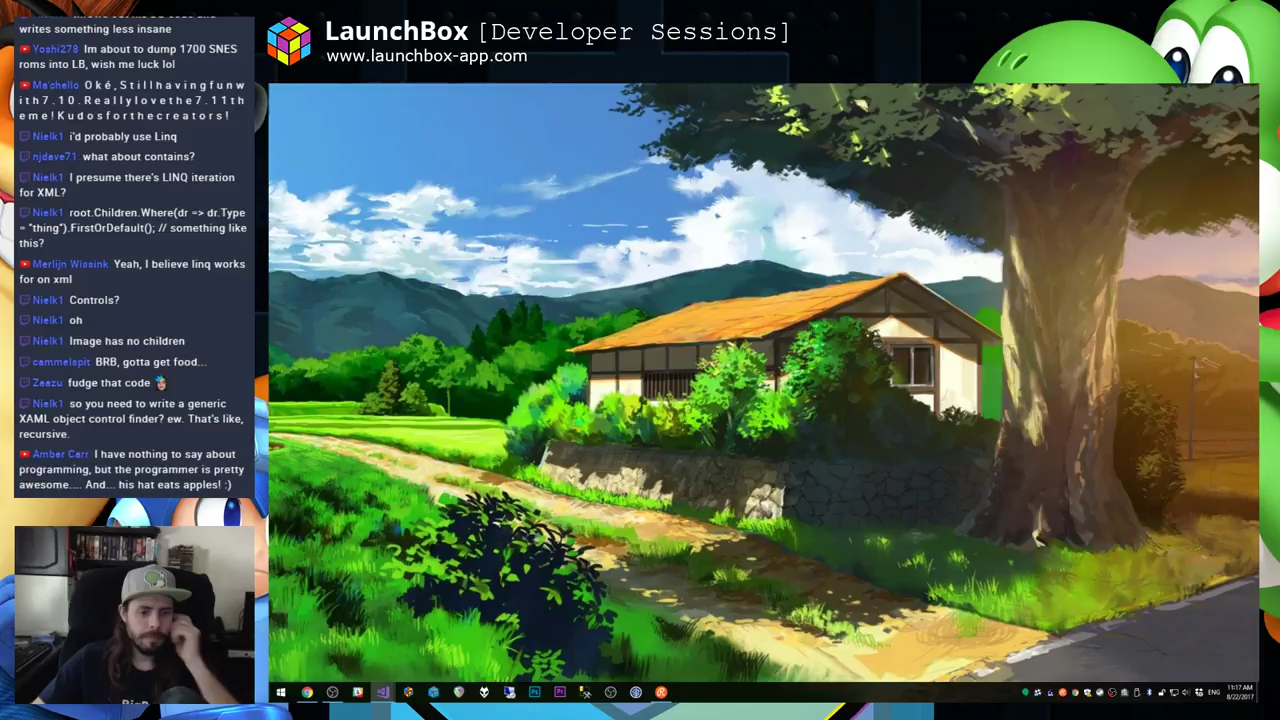 LaunchBox [Developer Sessions]
www.launchbox-app.com
writes something less insane
Yoshi278 Im about to dump 1700 SNES
roms into LB, wish me luck lol
Ma'chello O k é , S t i l l h a v i n g f u n w
i t h 7 . 1 0 . R e a l l y l o v e t h e 7 . 1 1 t h
e m e ! K u d o s f o r t h e c r e a t o r s !
Nielk1 i'd probably use Linq
njdave71 what about contains?
Nielk1 I presume there's LINQ iteration
for XML?
Nielk1 root.Children.Where(dr => dr.Type
= "thing").FirstOrDefault(); // something like
this?
Merlijn Wissink Yeah, I believe linq works
for on xml
Nielk1 Controls?
Nielk1 oh
Nielk1 Image has no children
cammelspit BRB, gotta get food...
Zaazu fudge that code
Nielk1 so you need to write a generic
XAML object control finder? ew. That's like,
recursive.
Amber Carr I have nothing to say about
programming, but the programmer is pretty
awesome.... And... his hat eats apples! :)
Ps
Pr
ENG
11:17 AM
8/22/2017